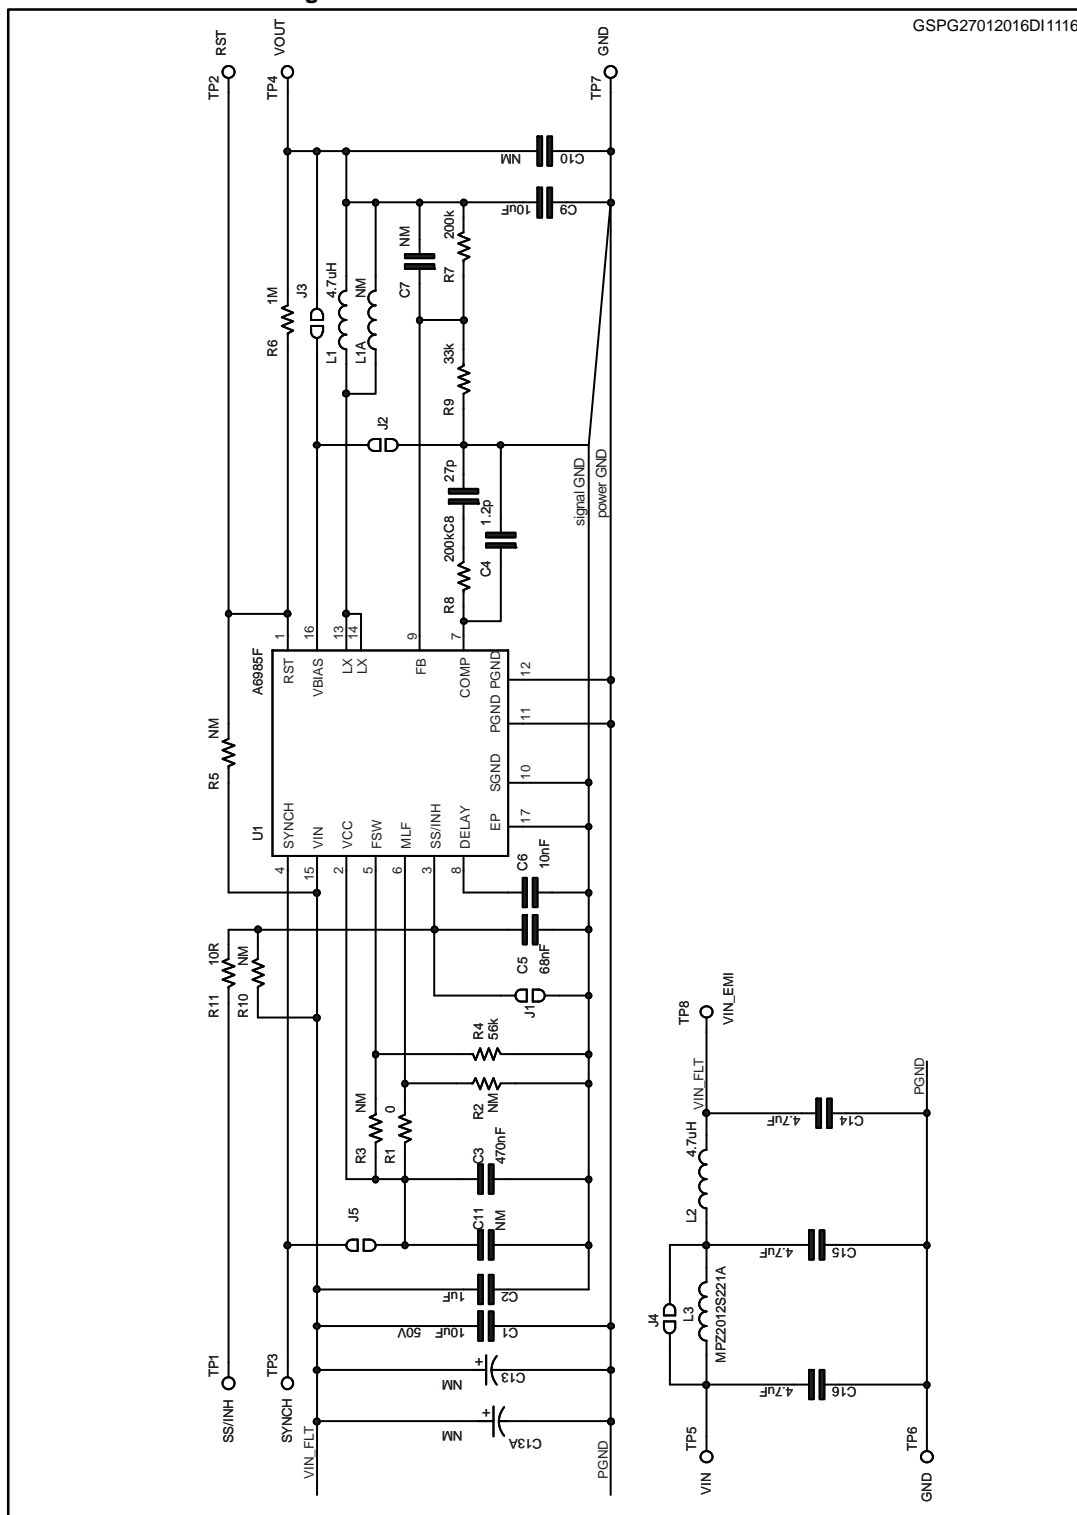 GSPG27012016DI1116
RST
TP2
VOUT
TP4
GND
TP7
NM
C10
10uF
C9
200k
R7
NM
C7
4.7uH
L1
NM
L1A
J3
1M
R6
33k
R9
J2
27p
C8
200k
R8
1.2p
C4
signal GND
power GND
A6985F
U1
1
RST
16
VBIAS
13
LX
14
LX
9
FB
7
COMP
PGND
12
PGND
11
SGND
10
EP
17
SYNCH
4
VIN
15
VCC
2
FSW
5
MLF
6
SS/INH
3
DELAY
8
NM
R5
C6
10nF
C5
68nF
J1
10R
R11
NM
R10
R4
56k
R2
NM
NM
R3
0
R1
C3
470nF
C11
NM
J5
1uF
C2
50V
10uF
C1
NM
C13
+
NM
C13A
+
TP1
SS/INH
TP3
SYNCH
VIN_FLT
PGND
TP8
VIN_EMI
VIN_FLT
PGND
4.7uF
C14
4.7uH
L2
4.7uF
C15
J4
L3
MPZ2012S221A
4.7uF
C16
TP5
VIN
TP6
GND